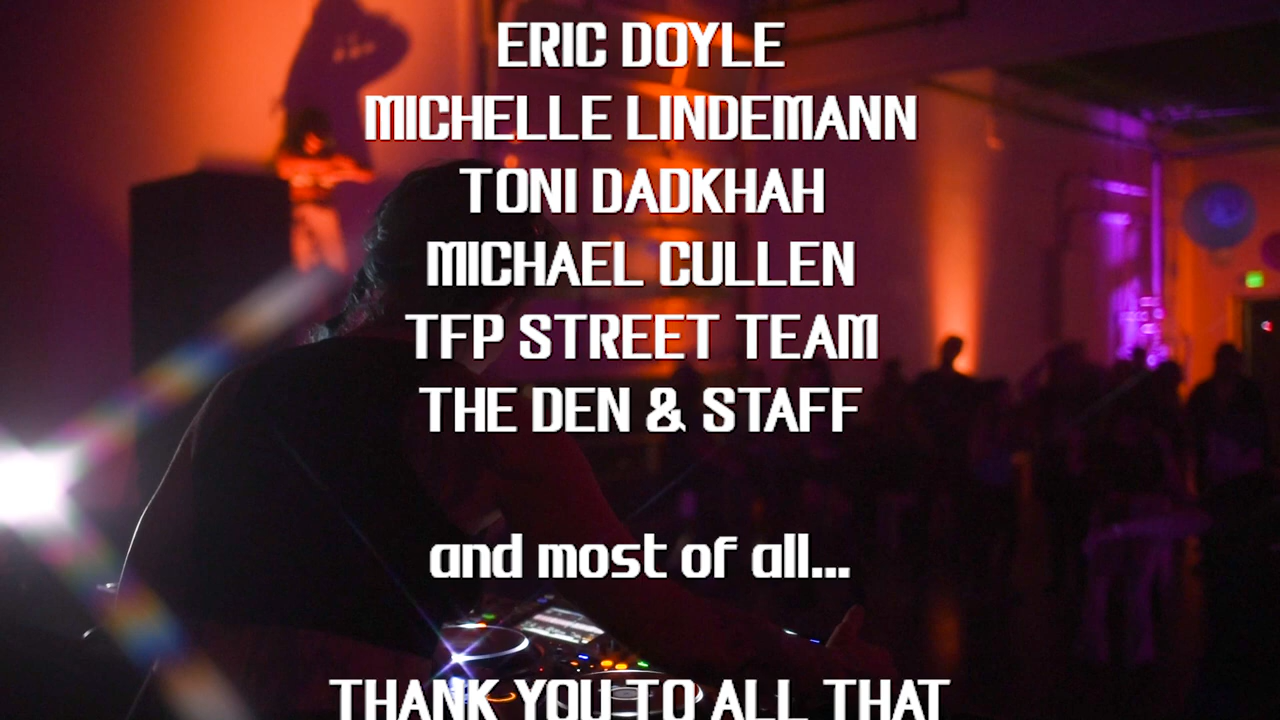 ERIC DOYLE
MICHELLE LINDEMANN
TONI DADKHAH
MICHAEL CULLEN
TFP STREET TEAM
THE DEN & STAFF
and most of all...
THANK YOU TO ALL THAT